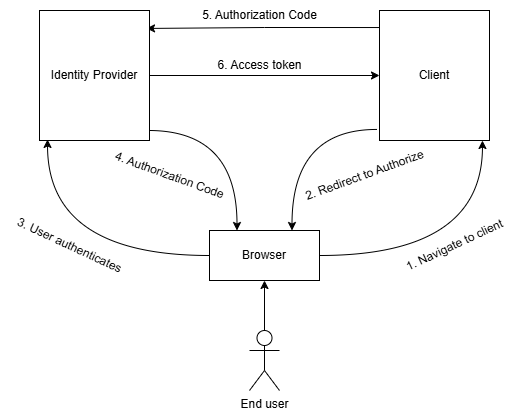 5. Authorization Code
Identity Provider
6. Access token
Client
4. Authorization Code
2. Redirect to Authorize
3. User authenticates
Browser
1. Navigate to client
End user